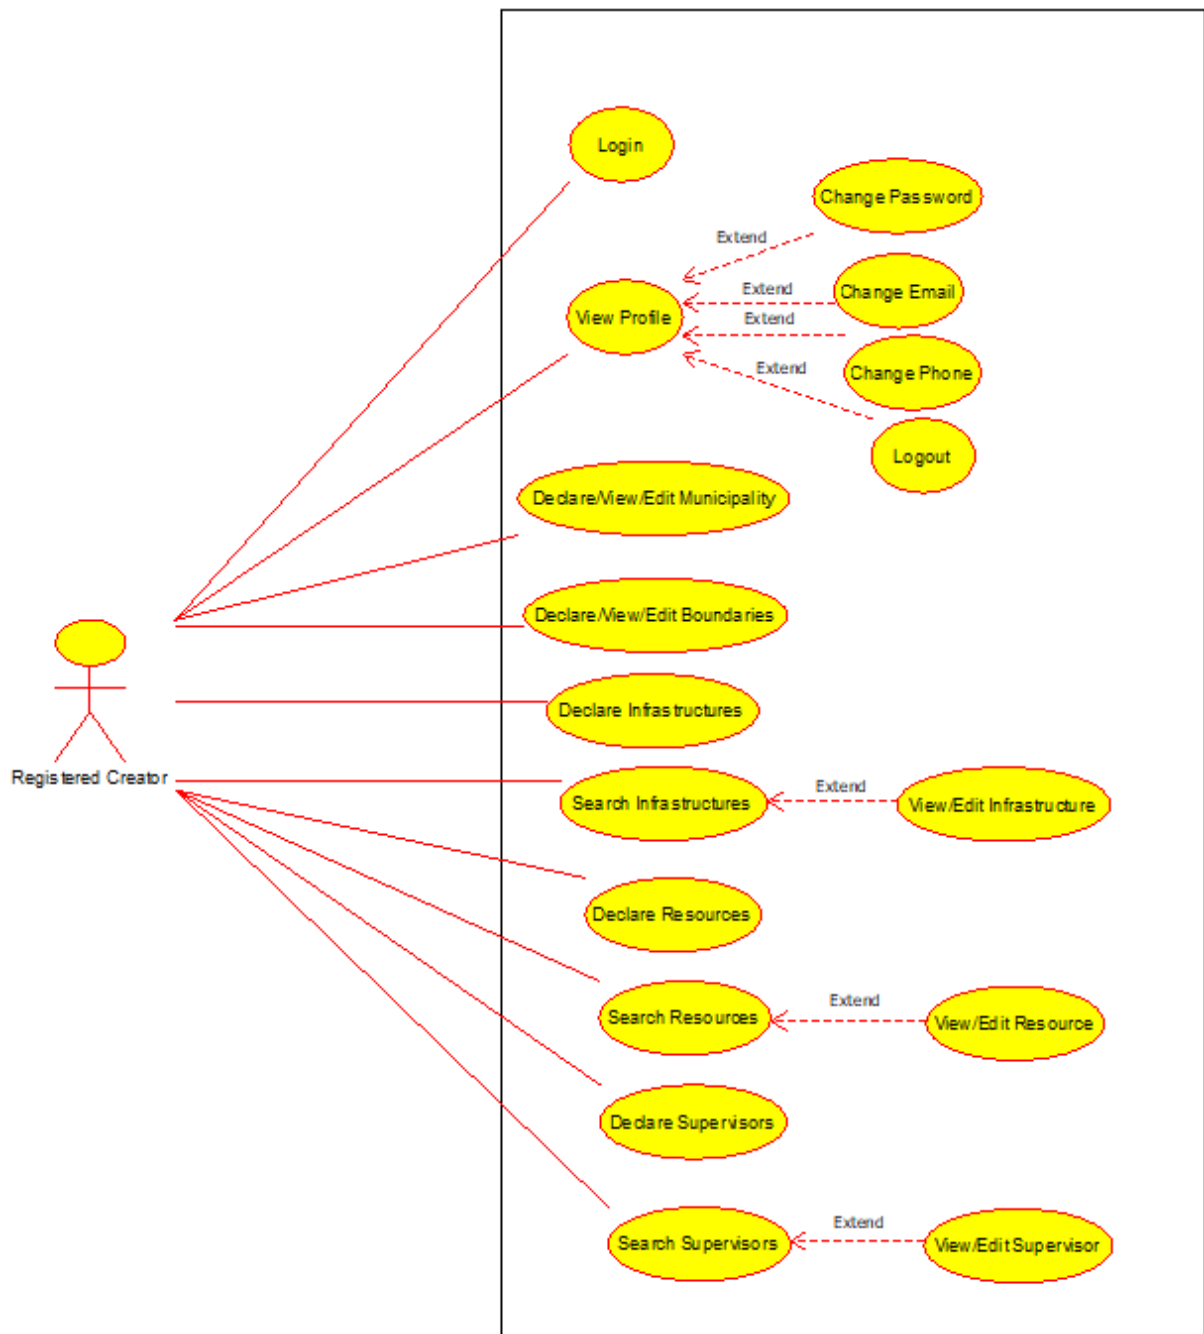 Login
Change Password
Extend
Change Email
Extend
View Profile
Extend
Change Phone
Extend
Logout
Declare/View/Edit Municipality
Declare/View/Edit Boundaries
Declare Infrastructures
Registered Creator
Search Infrastructures
Extend
View/Edit Infrastructure
Declare Resources
Search Resources
Extend
View/Edit Resource
Declare Supervisors
Search Supervisors
Extend
View/Edit Supervisor